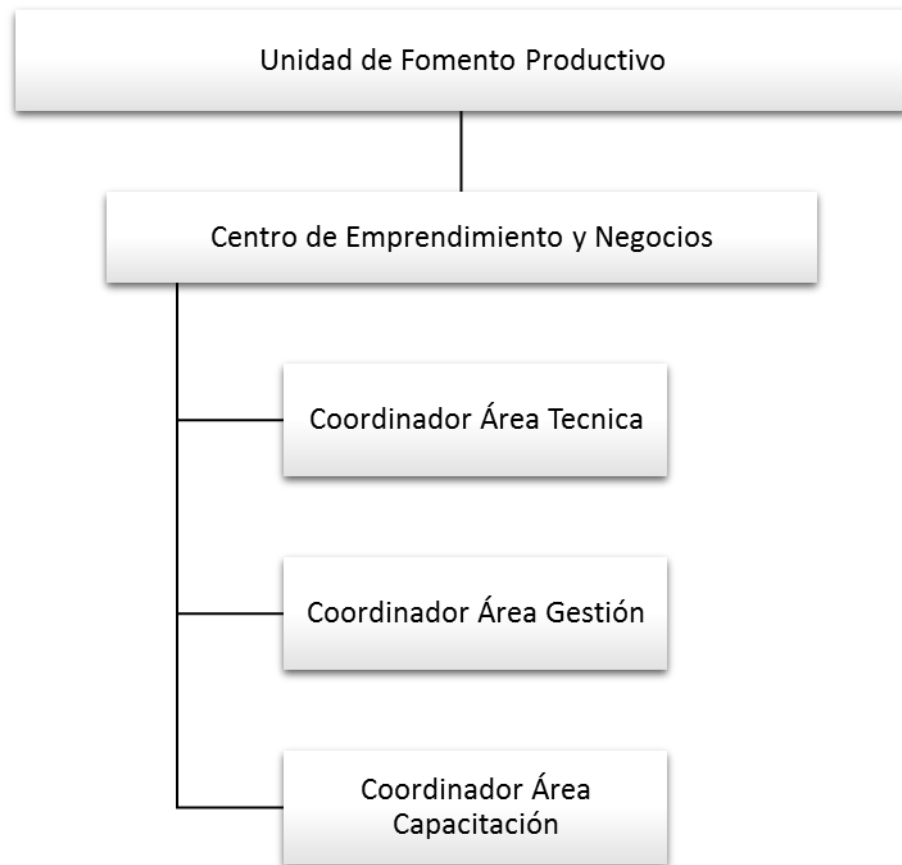 Unidad de Fomento Productivo
Centro de Emprendimiento y Negocios
Coordinador Área Tecnica
Coordinador Área Gestión
Coordinador Área
Capacitación